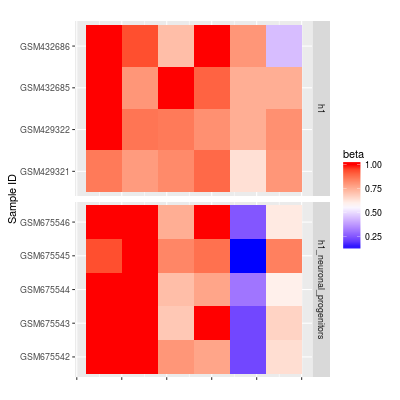 GSM432686
GSM432685
GSM429322
GSM429321
h1
GSM675546
GSM675545
GSM675544
GSM675543
GSM675542
h1_neuronal_progenitors
Sample ID
beta
1.00
0.75
0.50
0.25